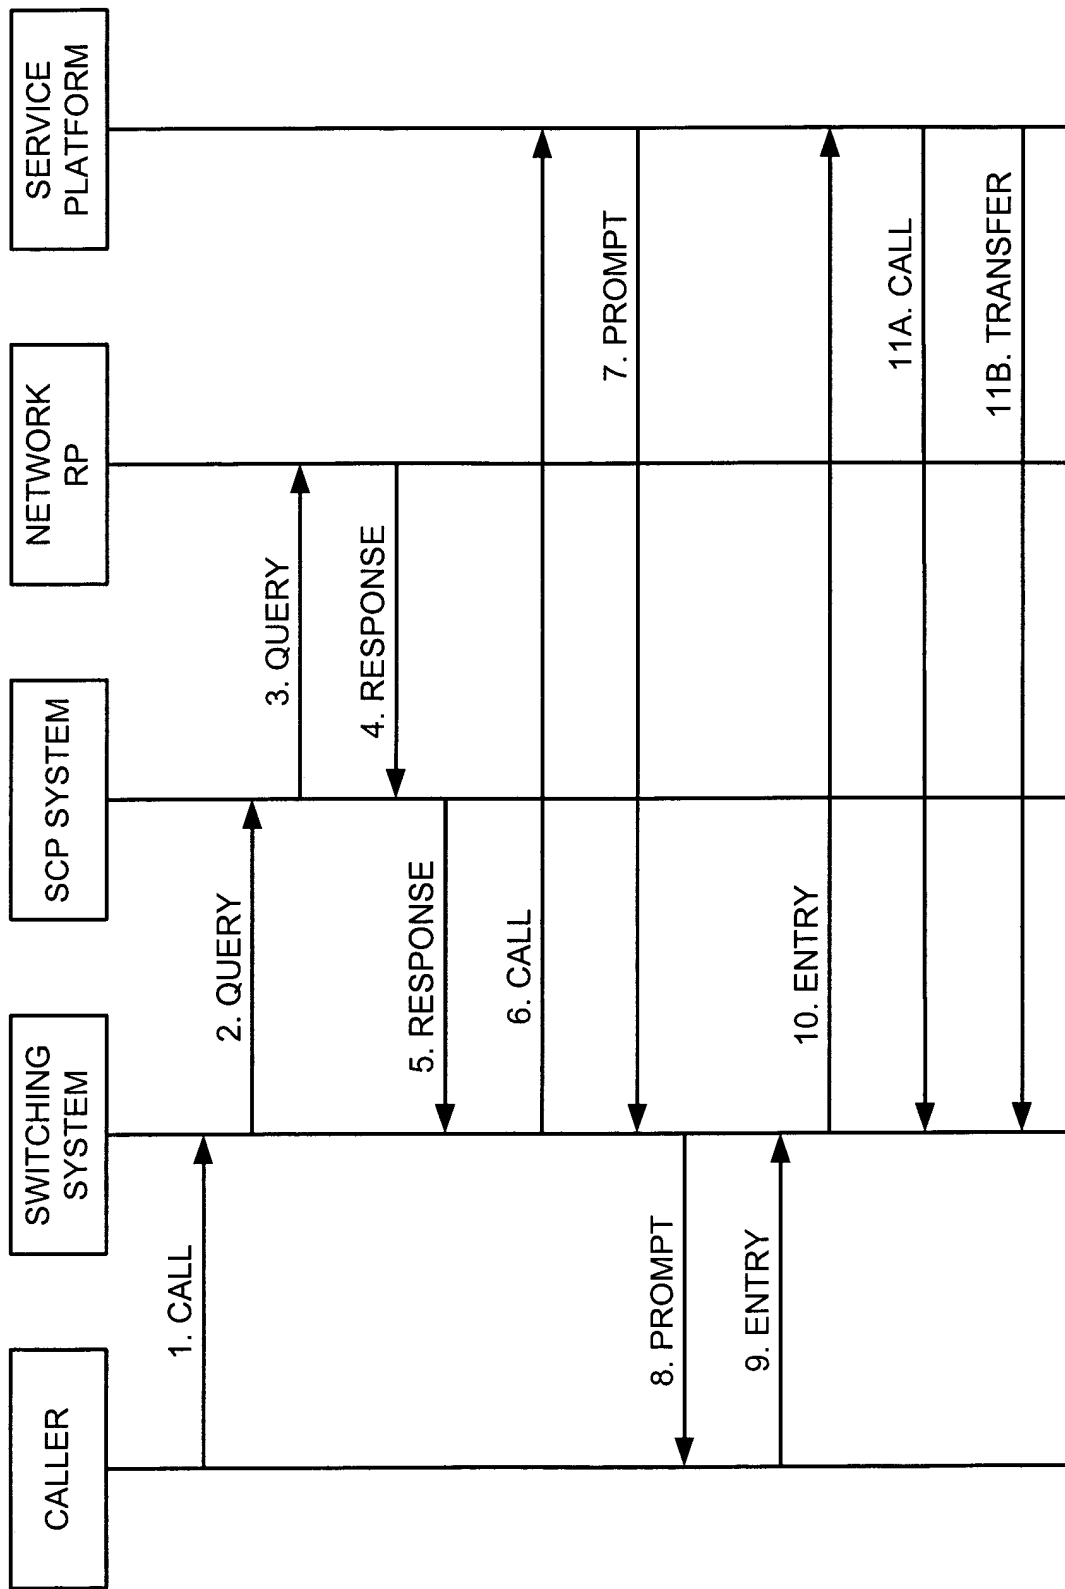 CALLER
SWITCHING
SYSTEM
SCP SYSTEM
NETWORK
RP
SERVICE
PLATFORM
1. CALL
2. QUERY
3. QUERY
4. RESPONSE
5. RESPONSE
6. CALL
7. PROMPT
8. PROMPT
9. ENTRY
10. ENTRY
11A. CALL
11B. TRANSFER